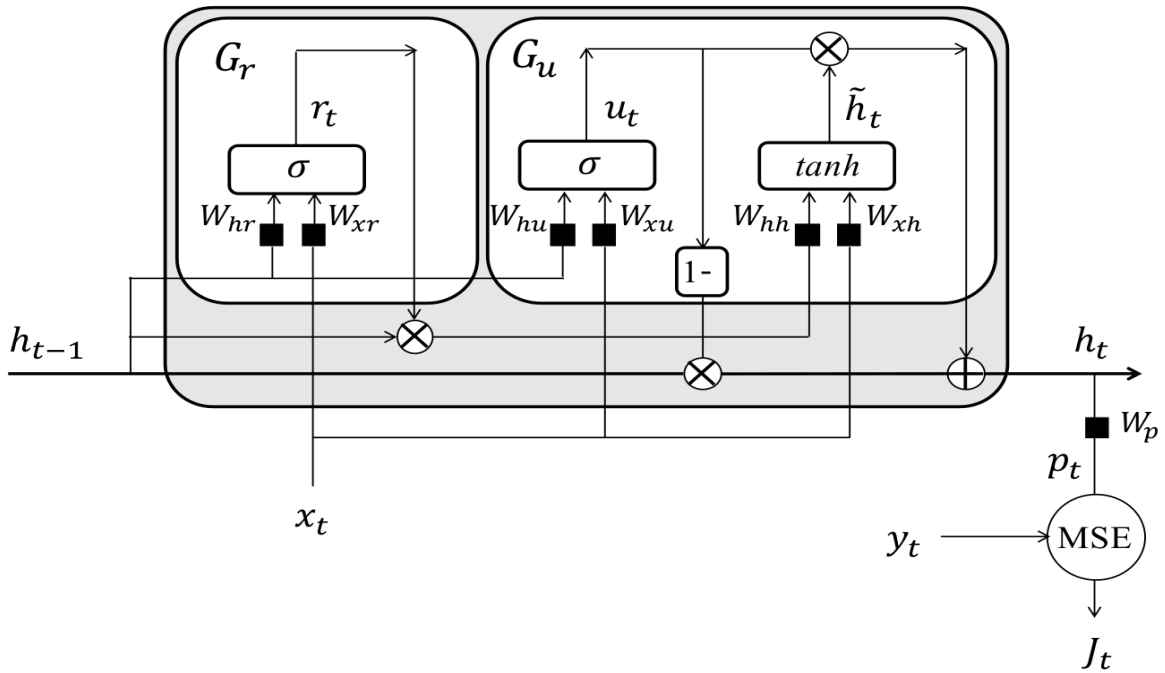 G_r
G_u
r_t
u_t
h̃_t
σ
σ
tanh
W_hr
W_xr
W_hu
W_xu
W_hh
W_xh
1-
h_{t-1}
h_t
W_p
p_t
x_t
y_t
MSE
J_t